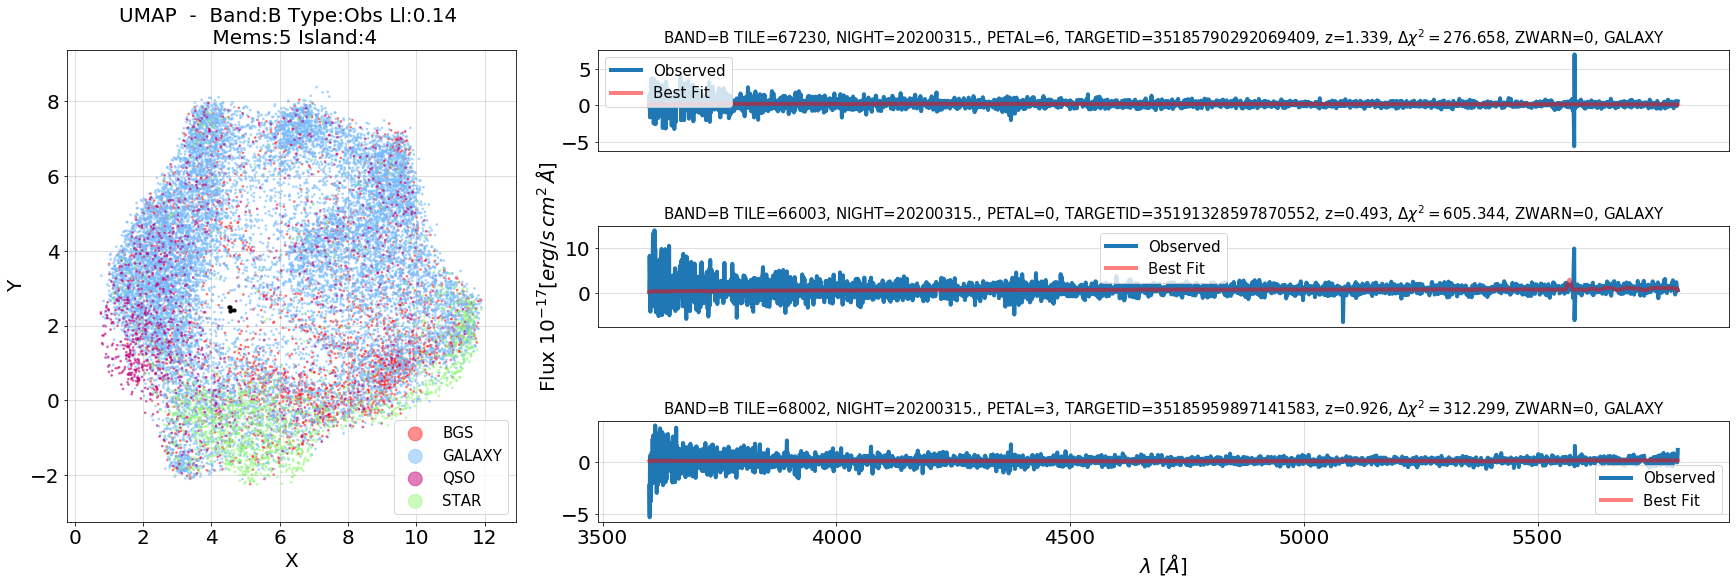 UMAP - Band:B Type:Obs Ll:0.14
Mems:5 Island:4
8
6
4
2
0
−2
Y
0 2 4 6 8 10 12
X
BGS
GALAXY
QSO
STAR
Flux 10⁻¹⁷[erg/s cm² Å]
BAND=B TILE=67230, NIGHT=20200315., PETAL=6, TARGETID=35185790292069409, z=1.339, Δχ² = 276.658, ZWARN=0, GALAXY
5
0
−5
Observed
Best Fit
BAND=B TILE=66003, NIGHT=20200315., PETAL=0, TARGETID=35191328597870552, z=0.493, Δχ² = 605.344, ZWARN=0, GALAXY
10
0
Observed
Best Fit
BAND=B TILE=68002, NIGHT=20200315., PETAL=3, TARGETID=35185959897141583, z=0.926, Δχ² = 312.299, ZWARN=0, GALAXY
0
−5
Observed
Best Fit
3500 4000 4500 5000 5500
λ [Å]